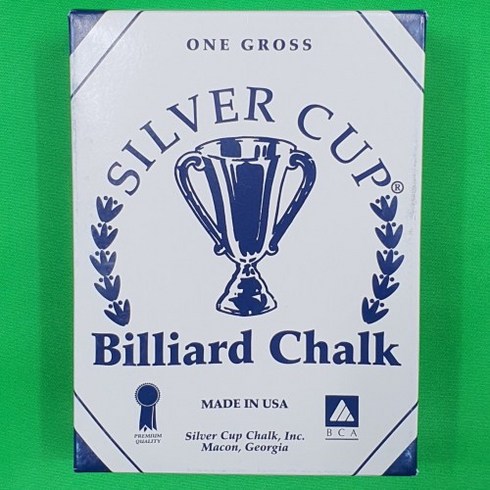 ONE GROSS
SILVER CUP®
Billiard Chalk
MADE IN USA
PREMIUM
QUALITY
Silver Cup Chalk, Inc.
Macon, Georgia
BCA